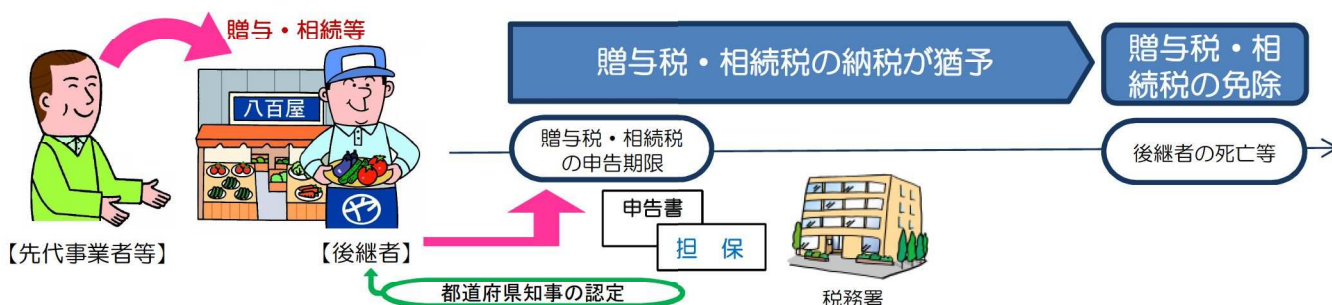 贈与・相続等
八百屋
や
【先代事業者等】
【後継者】
都道府県知事の認定
贈与税・相続税の納税が猶予
贈与税・相
続税の免除
贈与税・相続税
の申告期限
後継者の死亡等
申告書
担 保
税務署